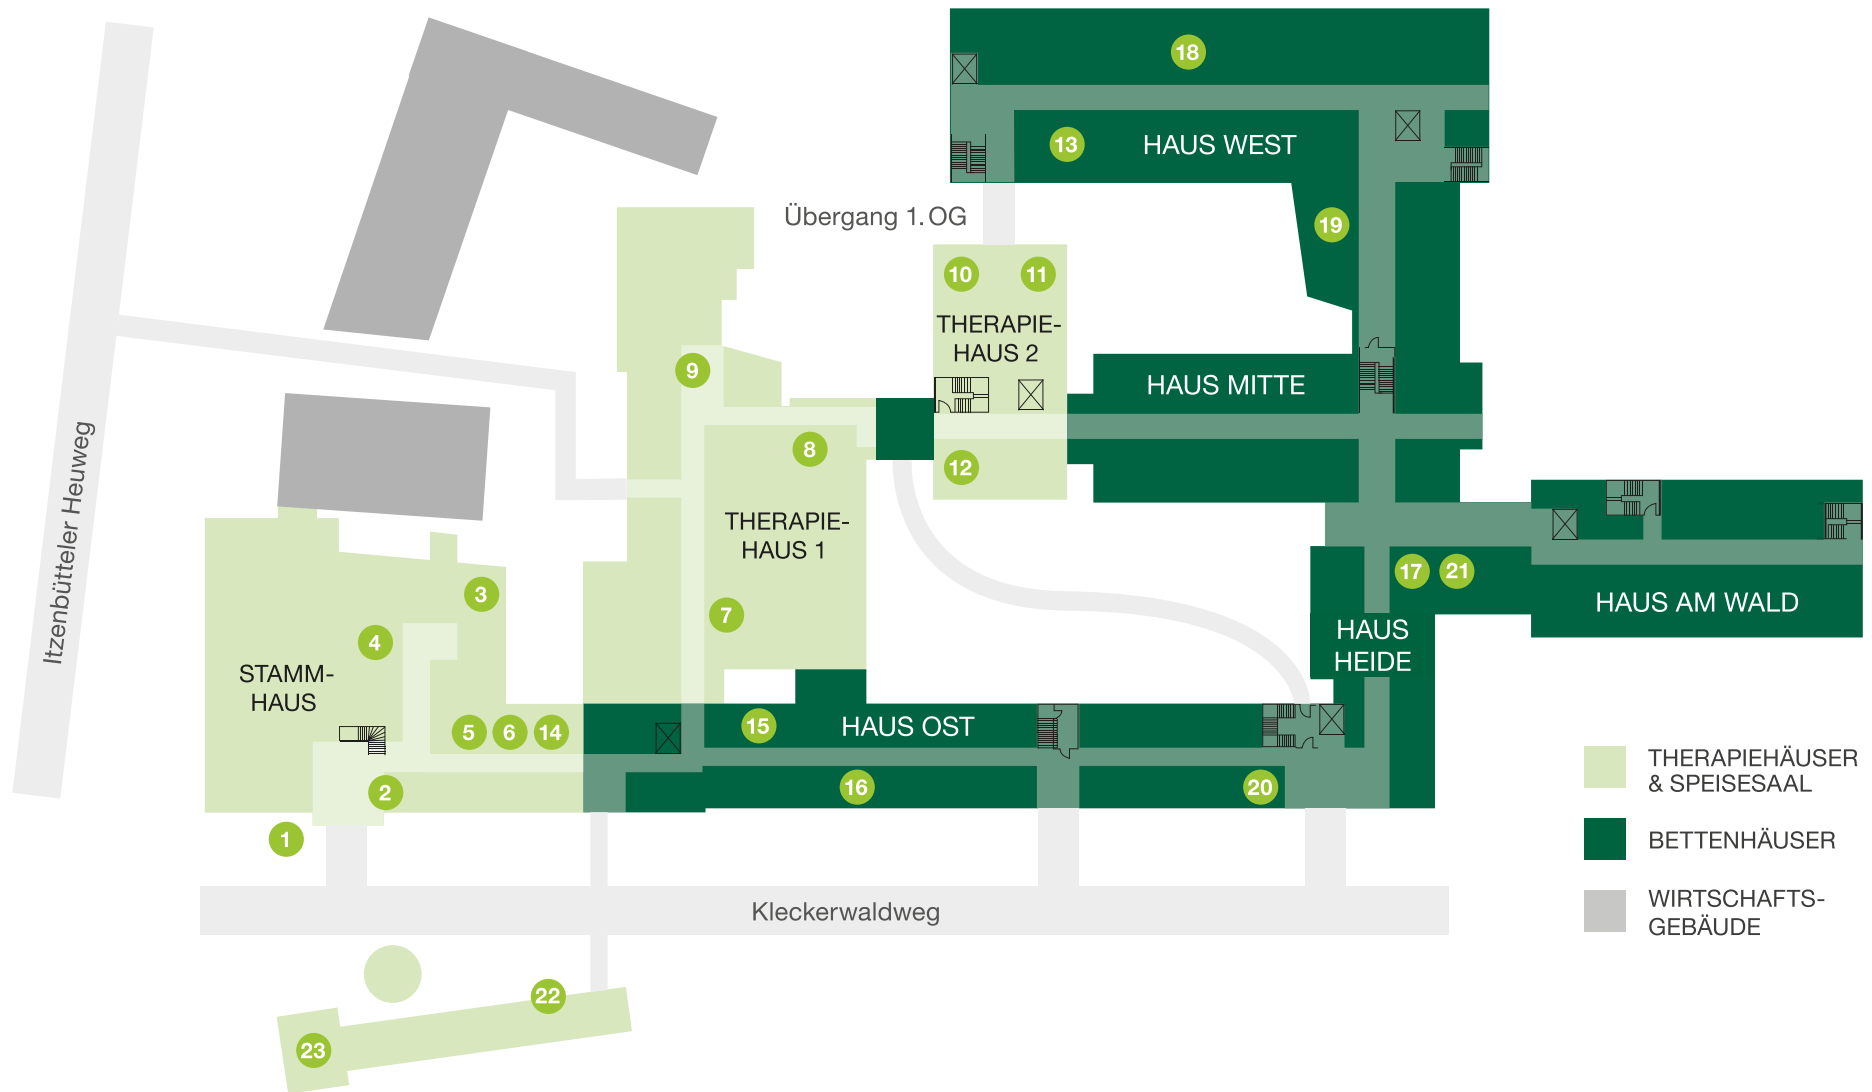 18
13
HAUS WEST
Übergang 1. OG
19
10
11
THERAPIE-
HAUS 2
9
HAUS MITTE
8
12
Itzenbütteler Heuweg
THERAPIE-
HAUS 1
17
21
3
HAUS AM WALD
7
4
HAUS
HEIDE
STAMM-
HAUS
5
6
14
15
HAUS OST
2
16
20
1
THERAPIEHÄUSER
& SPEISESAAL
BETTENHÄUSER
WIRTSCHAFTS-
GEBÄUDE
Kleckerwaldweg
22
23